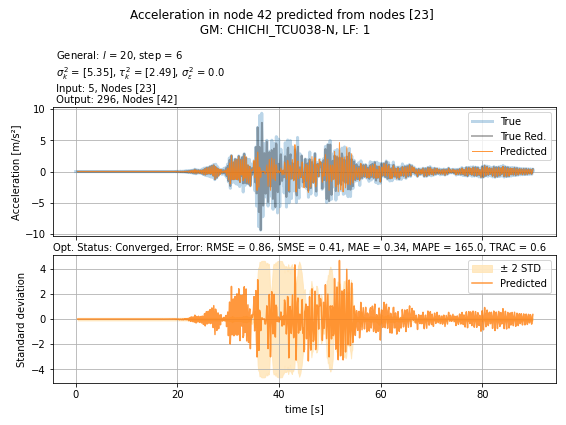 Acceleration in node 42 predicted from nodes [23]
GM: CHICHI_TCU038-N, LF: 1
General: l = 20, step = 6
σ²ₖ = [5.35], τ²ₖ = [2.49], σ²ε = 0.0
Input: 5, Nodes [23]
Output: 296, Nodes [42]
10
5
0
−5
−10
Acceleration [m/s²]
True
True Red.
Predicted
Opt. Status: Converged, Error: RMSE = 0.86, SMSE = 0.41, MAE = 0.34, MAPE = 165.0, TRAC = 0.6
4
2
0
−2
−4
Standard deviation
± 2 STD
Predicted
0 20 40 60 80
time [s]